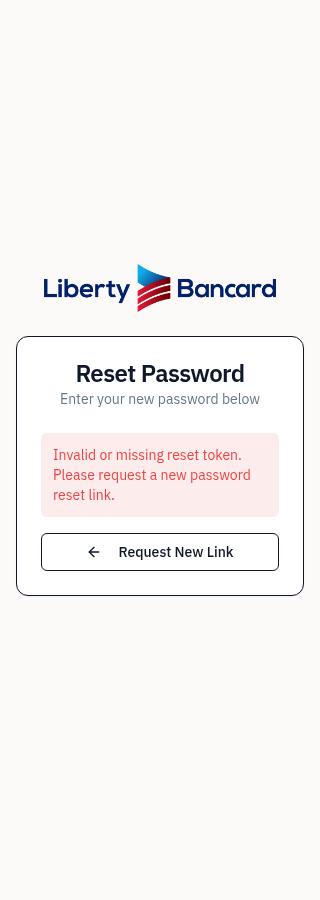 Liberty Bancard
Reset Password
Enter your new password below
Invalid or missing reset token.
Please request a new password
reset link.
Request New Link